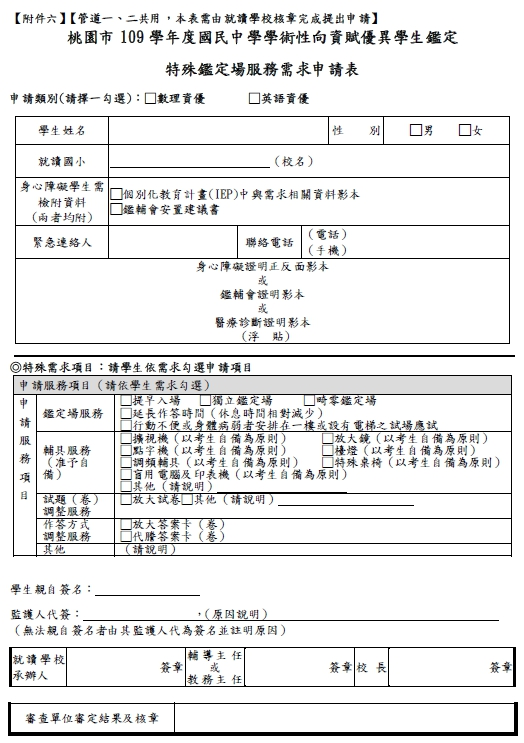 【附件六】【管道一、二共用，本表需由就讀學校核章完成提出申請】
桃園市 109 學年度國民中學學術性向資賦優異學生鑑定
特殊鑑定場服務需求申請表
申請類別(請擇一勾選)：□數理資優 □英語資優
學生姓名 性 別 □男 □女
就讀國小 (校名)
身心障礙學生需
檢附資料
(兩者均附)
□個別化教育計畫(IEP)中與需求相關資料影本
□鑑輔會安置建議書
緊急連絡人 聯絡電話 (電話)
(手機)
身心障礙證明正反面影本
或
鑑輔會證明影本
或
醫療診斷證明影本
(浮 貼)
◎特殊需求項目：請學生依需求勾選申請項目
申請服務項目(請依學生需求勾選)
申請服務項目
鑑定場服務
□提早入場 □獨立鑑定場 □畸零鑑定場
□延長作答時間(休息時間相對減少)
□行動不便或身體病弱者安排在一樓或設有電梯之試場應試
輔具服務
(准予自備)
□擴視機(以考生自備為原則) □放大鏡(以考生自備為原則)
□點字機(以考生自備為原則) □檯燈(以考生自備為原則)
□調頻輔具(以考生自備為原則) □特殊桌椅(以考生自備為原則)
□盲用電腦及印表機(以考生自備為原則)
□其他(請說明)
試題(卷)
調整服務
□放大試卷□其他(請說明)
作答方式
調整服務
□放大答案卡(卷)
□代謄答案卡(卷)
其他 (請說明)
學生親自簽名：
監護人代簽： ,(原因說明)
(無法親自簽名者由其監護人代為簽名並註明原因)
就讀學校
承辦人
簽章
輔導主任
或
教務主任
簽章 校 長 簽章
審查單位審定結果及核章